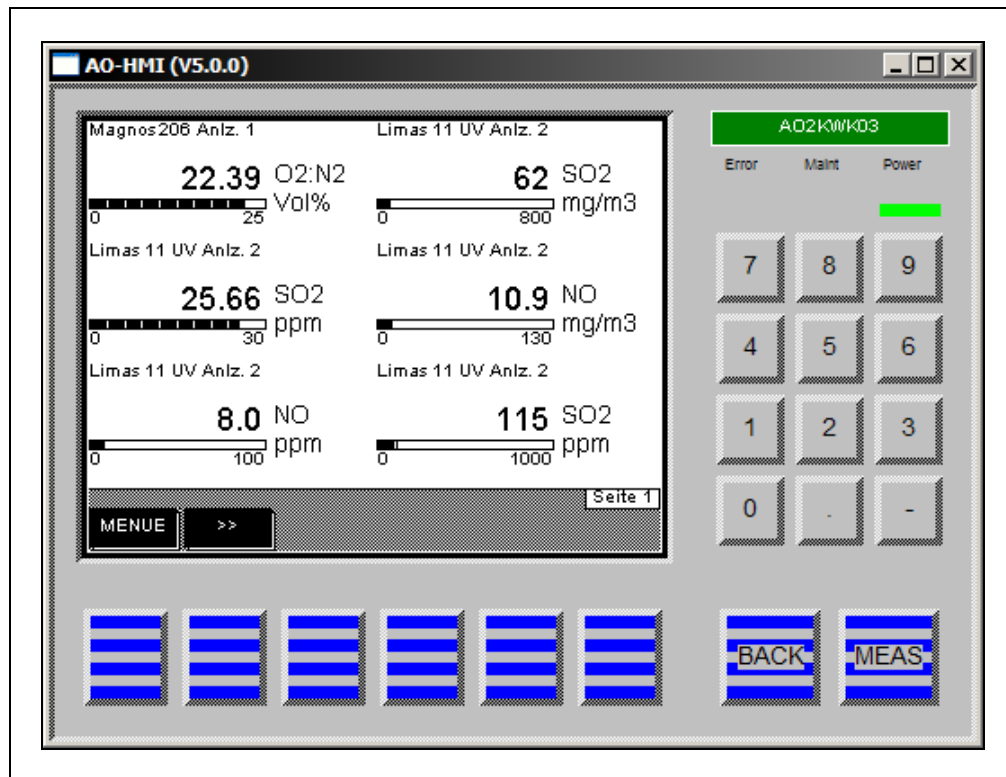 AO-HMI (V5.0.0)
Magnos206 Anlz. 1
22.39 O2:N2
Vol%
0 25
Limas 11 UV Anlz. 2
62 SO2
mg/m3
0 800
Limas 11 UV Anlz. 2
25.66 SO2
ppm
0 30
Limas 11 UV Anlz. 2
10.9 NO
mg/m3
0 130
Limas 11 UV Anlz. 2
8.0 NO
ppm
0 100
Limas 11 UV Anlz. 2
115 SO2
ppm
0 1000
Seite 1
MENUE >>
AO2KWK03
Error Maint Power
7 8 9
4 5 6
1 2 3
0 . -
BACK MEAS